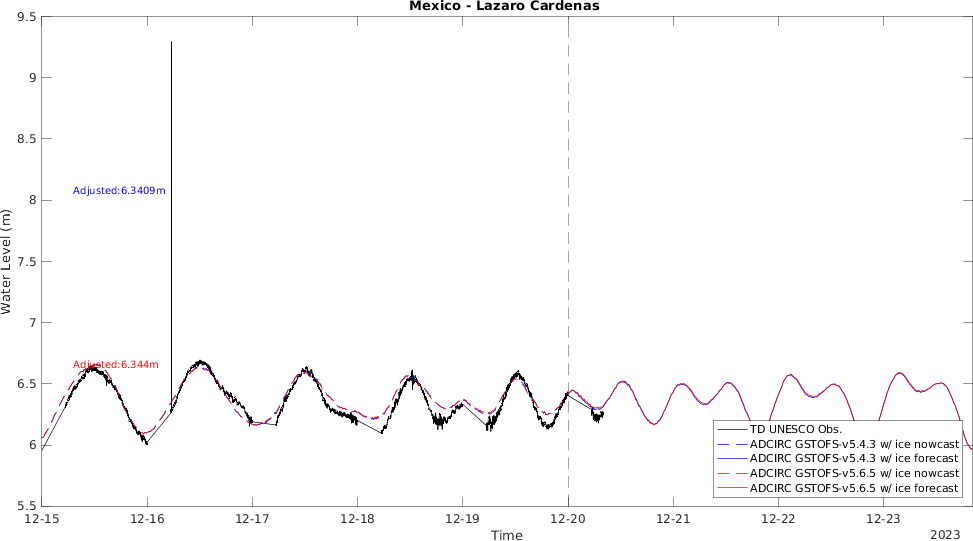 Mexico - Lazaro Cardenas
9.5
9
8.5
8
7.5
7
6.5
6
5.5
Water Level (m)
Adjusted:6.3409m
Adjusted:6.344m
TD UNESCO Obs.
ADCIRC GSTOFS-v5.4.3 w/ ice nowcast
ADCIRC GSTOFS-v5.4.3 w/ ice forecast
ADCIRC GSTOFS-v5.6.5 w/ ice nowcast
ADCIRC GSTOFS-v5.6.5 w/ ice forecast
12-15 12-16 12-17 12-18 12-19 12-20 12-21 12-22 12-23
Time
2023